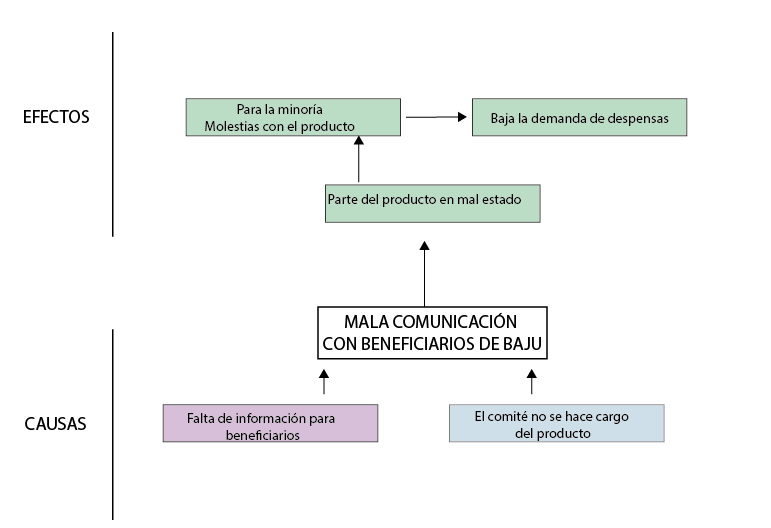 EFECTOS
Para la minoría
Molestias con el producto
Baja la demanda de despensas
Parte del producto en mal estado
MALA COMUNICACIÓN
CON BENEFICIARIOS DE BAJU
CAUSAS
Falta de información para
beneficiarios
El comité no se hace cargo
del producto